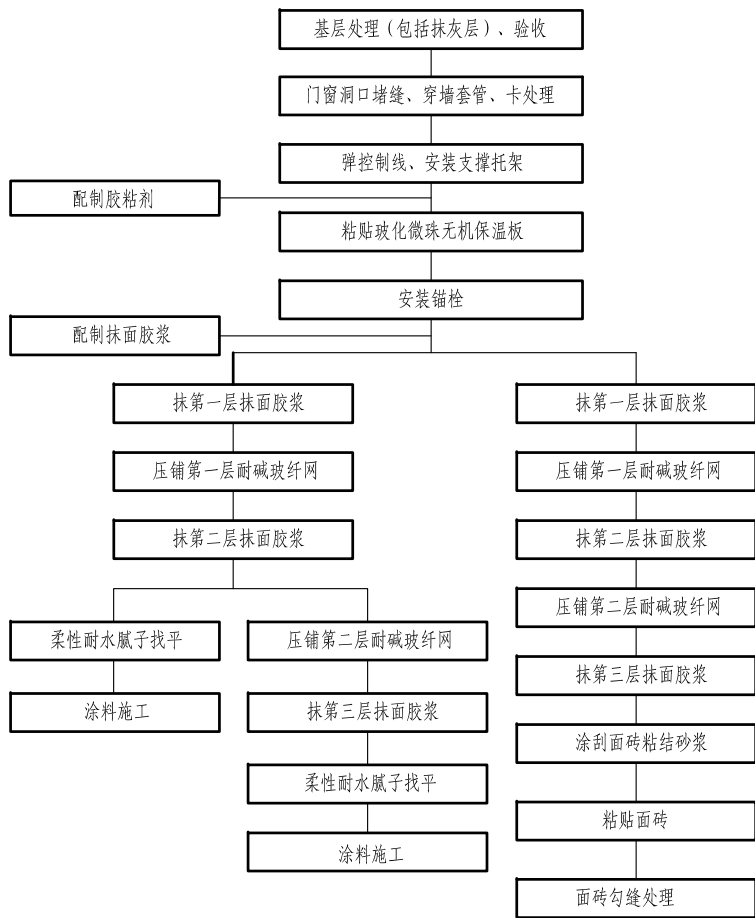 基层处理(包括抹灰层)、验收
门窗洞口堵缝、穿墙套管、卡处理
弹控制线、安装支撑托架
配制胶粘剂
粘贴玻化微珠无机保温板
安装锚栓
配制抹面胶浆
抹第一层抹面胶浆
抹第一层抹面胶浆
压铺第一层耐碱玻纤网
压铺第一层耐碱玻纤网
抹第二层抹面胶浆
抹第二层抹面胶浆
压铺第二层耐碱玻纤网
柔性耐水腻子找平
压铺第二层耐碱玻纤网
抹第三层抹面胶浆
涂料施工
抹第三层抹面胶浆
涂刮面砖粘结砂浆
柔性耐水腻子找平
粘贴面砖
涂料施工
面砖勾缝处理